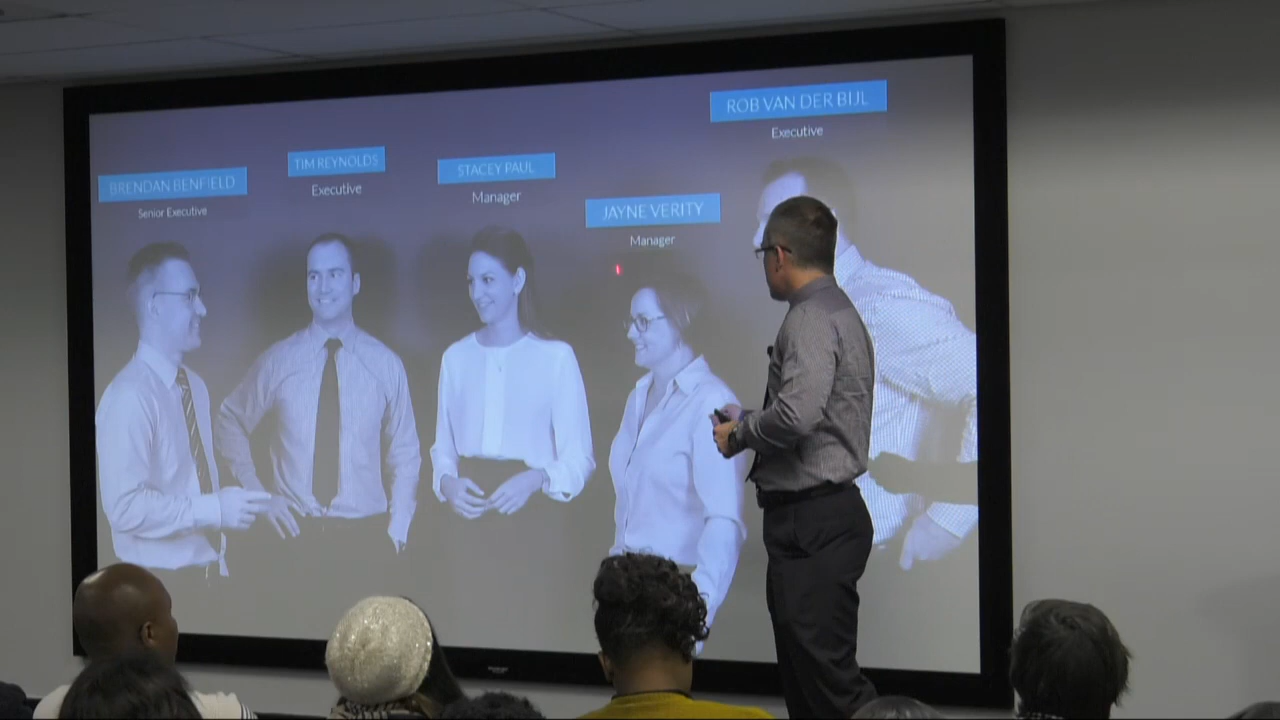 BRENDAN BENFIELD
Senior Executive
TIM REYNOLDS
Executive
STACEY PAUL
Manager
JAYNE VERITY
Manager
ROB VAN DER BIJL
Executive